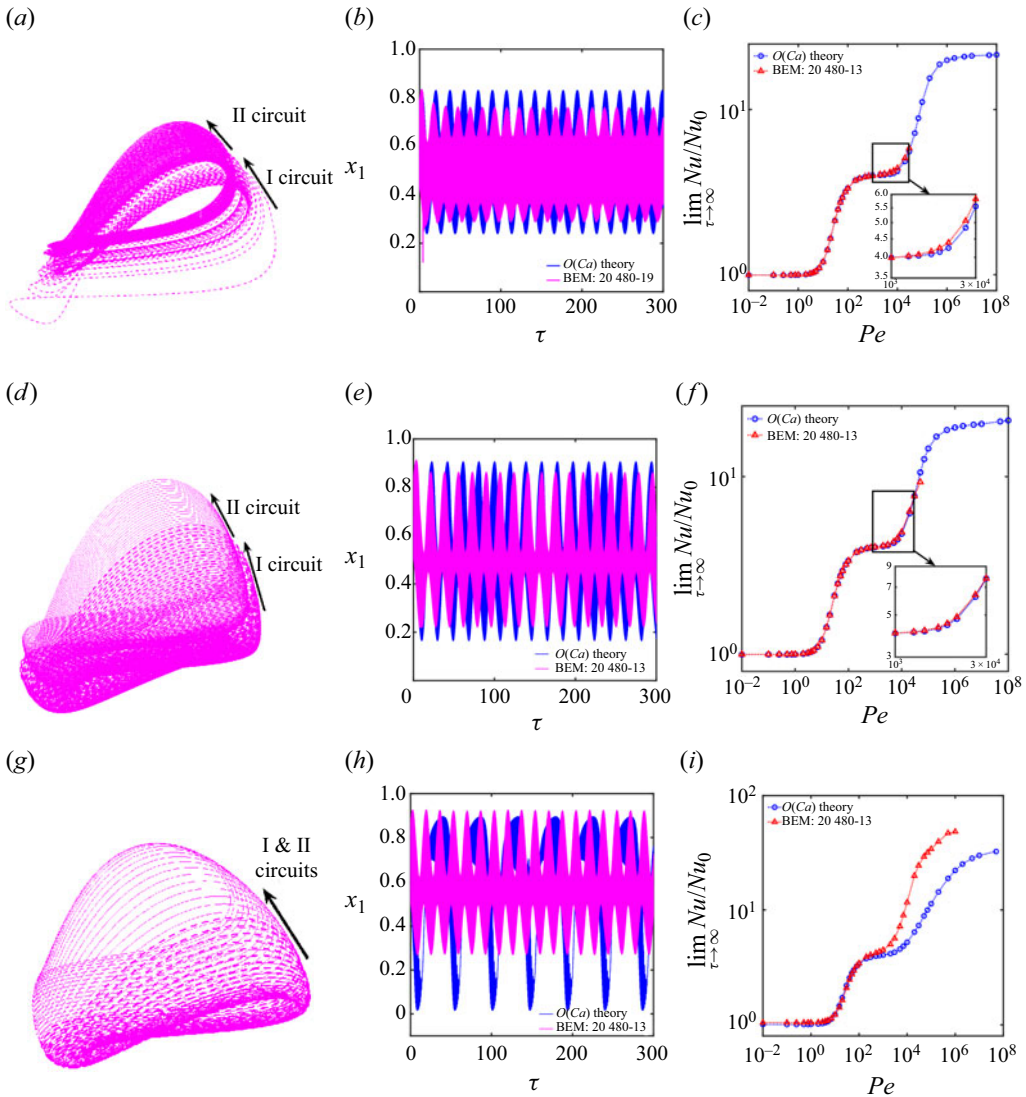 (a)
II circuit
I circuit
(b)
1.0
0.8
0.6
0.4
0.2
x1
0
100
200
300
τ
O(Ca) theory
BEM: 20 480-19
(c)
O(Ca) theory
BEM: 20 480-13
10^1
10^0
lim Nu/Nu0
τ→∞
6.0
5.5
5.0
4.5
4.0
3.5
10^3
3 × 10^4
10^−2 10^0 10^2 10^4 10^6 10^8
Pe
(d)
II circuit
I circuit
(e)
1.0
0.8
0.6
0.4
0.2
x1
0
100
200
300
τ
O(Ca) theory
BEM: 20 480-13
(f)
O(Ca) theory
BEM: 20 480-13
10^1
10^0
lim Nu/Nu0
τ→∞
9
7
5
3
10^3
3 × 10^4
10^−2 10^0 10^2 10^4 10^6 10^8
Pe
(g)
I & II
circuits
(h)
1.0
0.8
0.6
0.4
0.2
0
x1
0
100
200
300
τ
O(Ca) theory
BEM: 20 480-13
(i)
O(Ca) theory
BEM: 20 480-13
10^2
10^1
10^0
lim Nu/Nu0
τ→∞
10^−2 10^0 10^2 10^4 10^6 10^8
Pe